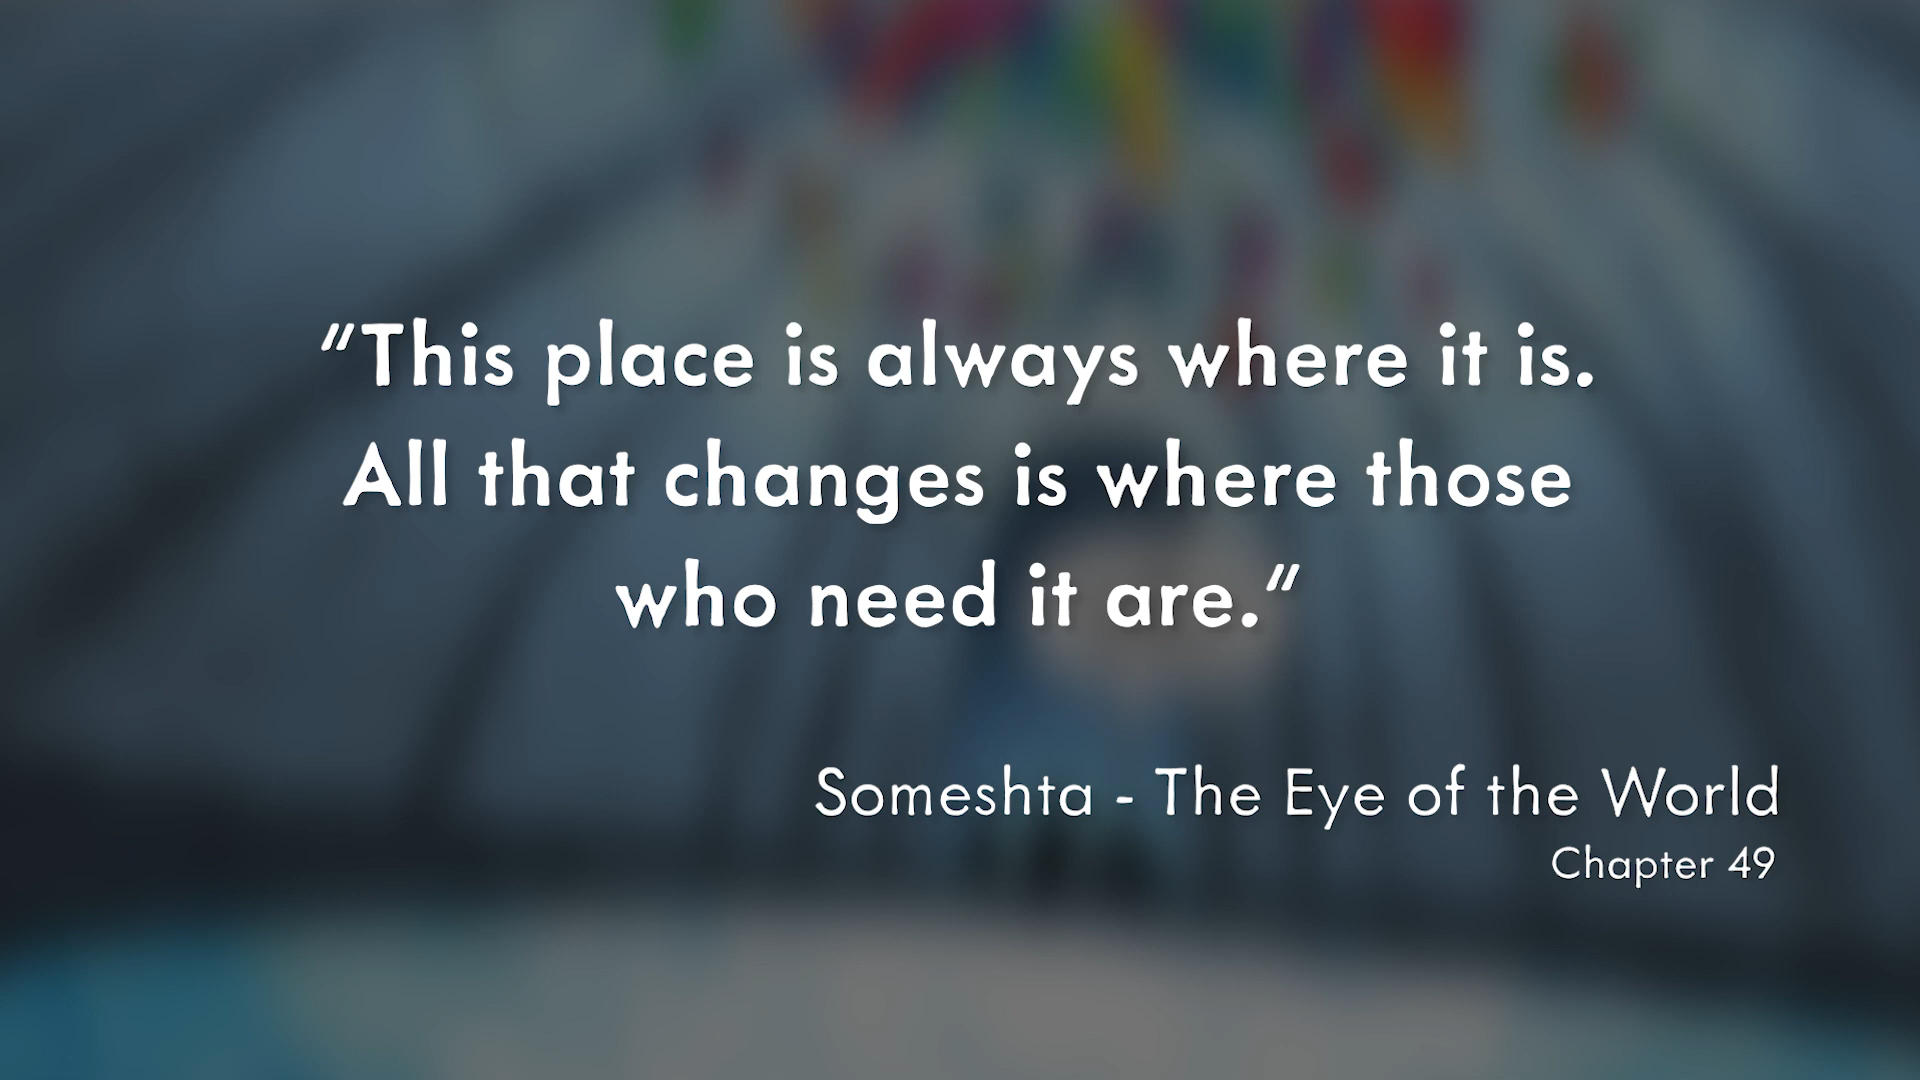 "This place is always where it is.
All that changes is where those
who need it are."
Someshta - The Eye of the World
Chapter 49